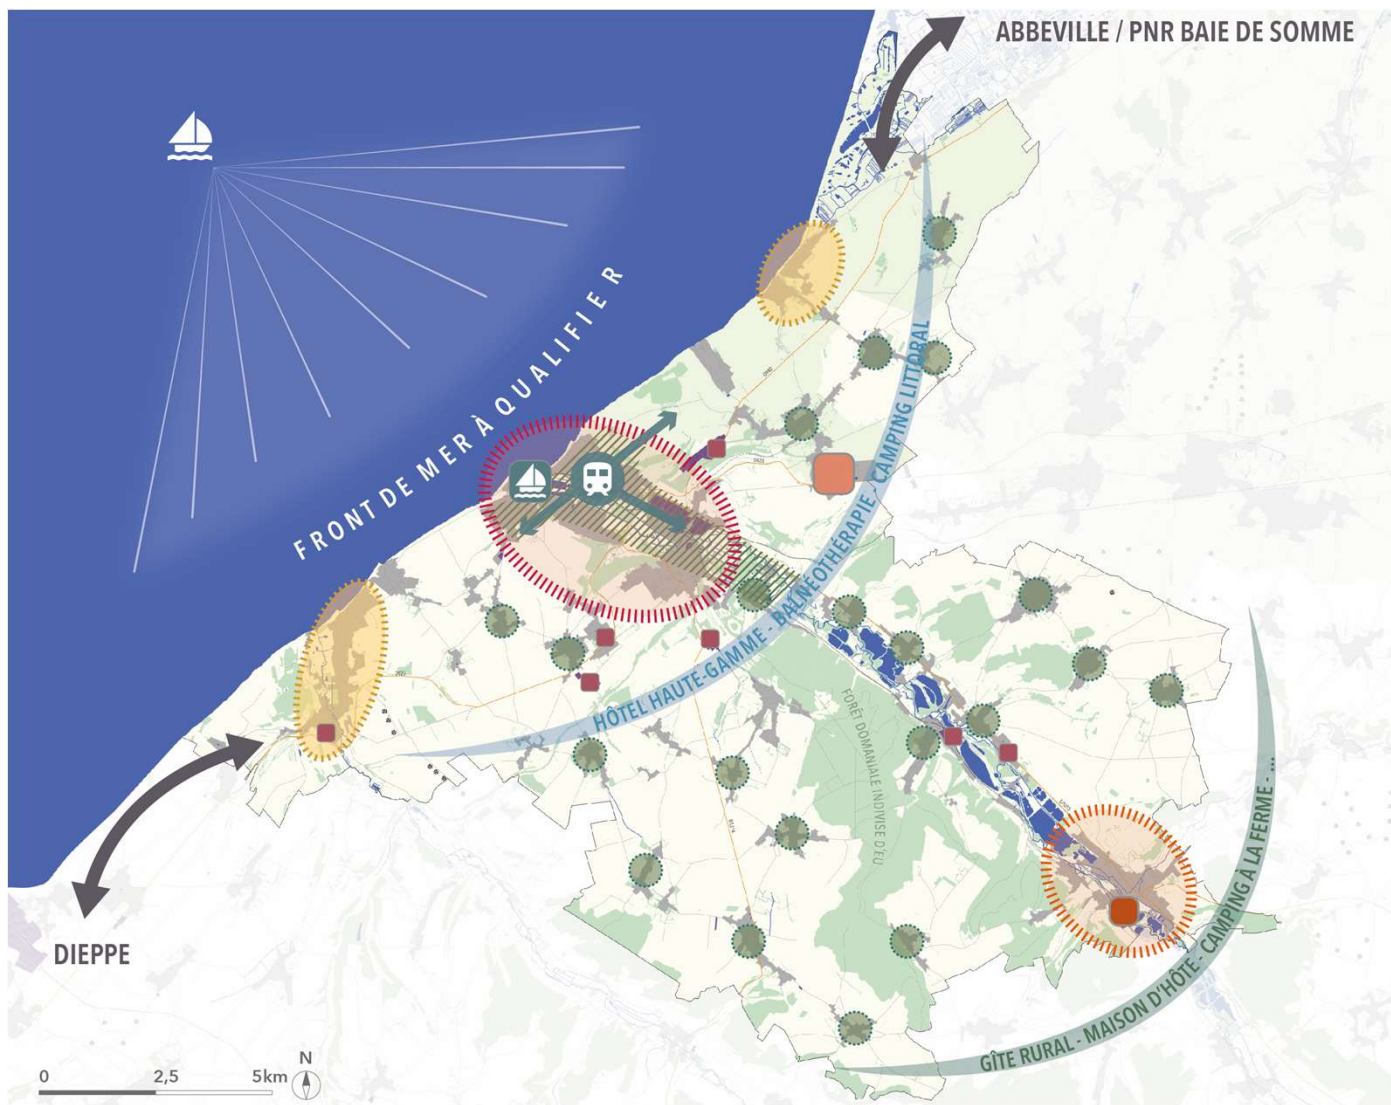 ABBEVILLE / PNR BAIE DE SOMME
FRONT DE MER À QUALIFIER
HÔTEL HAUTE-GAMME - BALNÉOTHÉRAPIE - CAMPING LITTORAL
FORÊT DOMANIALE INDIVISE D'EU
GÎTE RURAL - MAISON D'HÔTE - CAMPING À LA FERME - ...
DIEPPE
N
0 2,5 5km